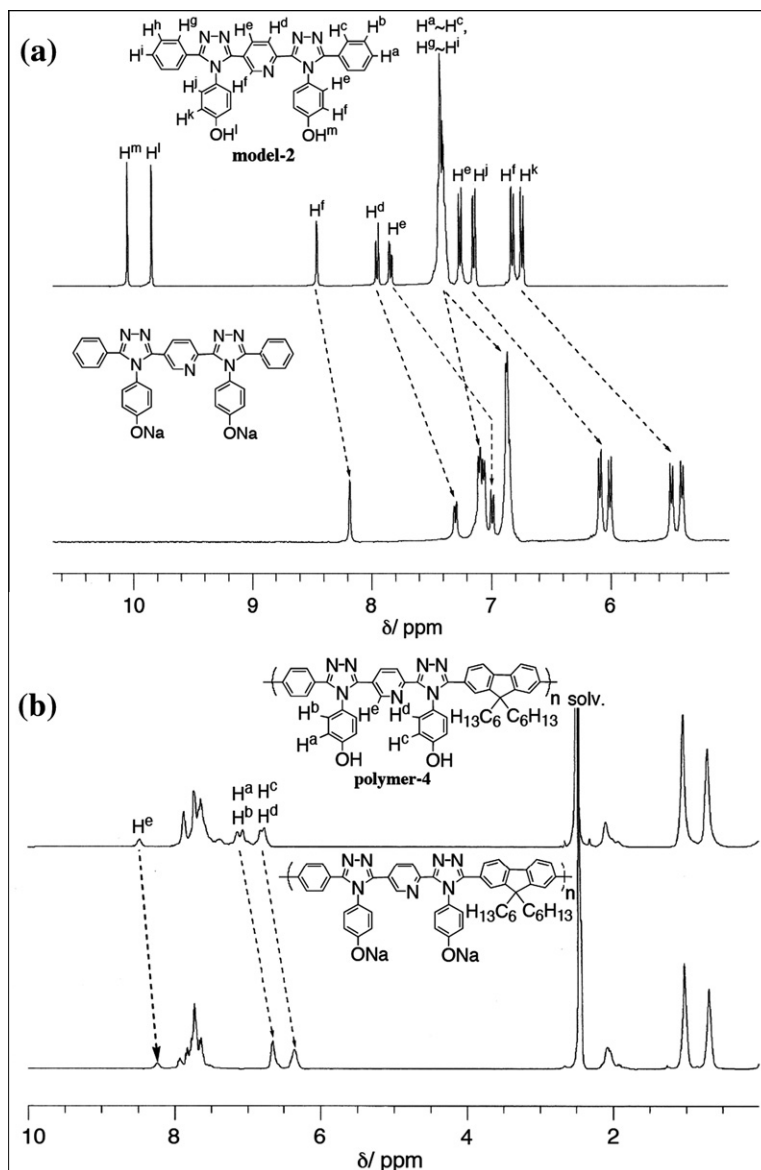 (a)
Hʰ Hᵍ N-N Hᵉ Hᵈ N-N Hᶜ Hᵇ
Hⁱ N N N Hᵃ
Hʲ Hᶠ Hᵉ
Hᵏ Hᶠ
OHˡ OHᵐ
model-2
Hᵃ~Hᶜ,
Hᵍ~Hⁱ
Hᵐ Hˡ Hᶠ Hᵈ Hᵉ Hᵉ Hʲ Hᶠ Hᵏ
N-N N-N
N N N
ONa ONa
10 9 8 7 6
δ/ ppm
(b)
N-N N-N
N N N n solv.
Hᵇ Hᵉ Hᵈ H13C6 C6H13
Hᵃ Hᶜ
OH OH
polymer-4
Hᵉ Hᵃ Hᶜ
Hᵇ Hᵈ
N-N N-N
N N N n
H13C6 C6H13
ONa ONa
10 8 6 4 2
δ/ ppm